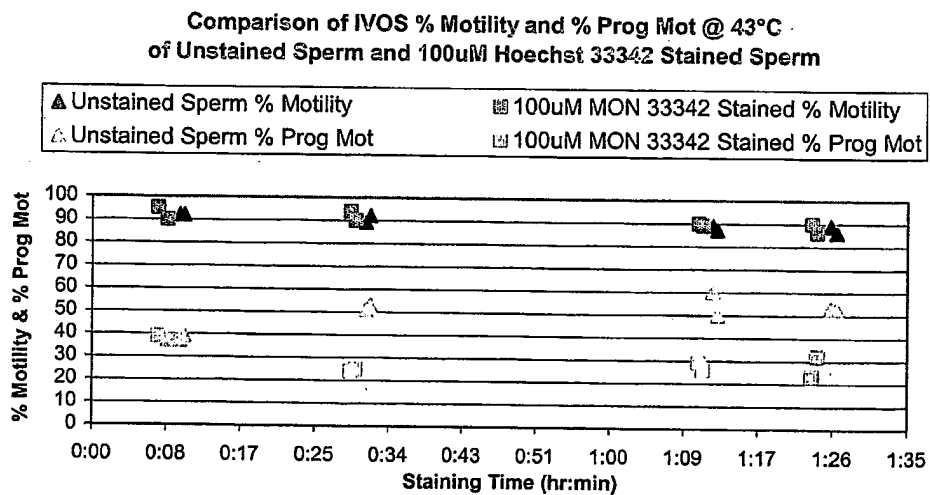 Comparison of IVOS % Motility and % Prog Mot @ 43°C
of Unstained Sperm and 100uM Hoechst 33342 Stained Sperm
Unstained Sperm % Motility
100uM MON 33342 Stained % Motility
Unstained Sperm % Prog Mot
100uM MON 33342 Stained % Prog Mot
% Motility & % Prog Mot
100
90
80
70
60
50
40
30
20
10
0
0:00 0:08 0:17 0:25 0:34 0:43 0:51 1:00 1:09 1:17 1:26 1:35
Staining Time (hr:min)